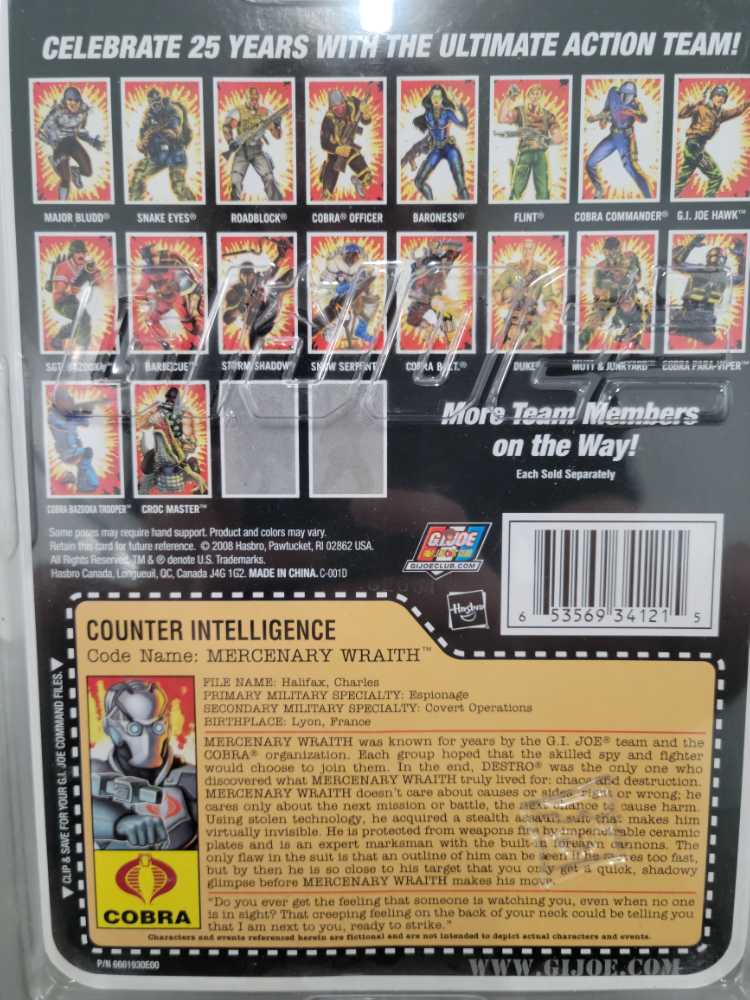 CELEBRATE 25 YEARS WITH THE ULTIMATE ACTION TEAM!
MAJOR BLUDD® SNAKE EYES® ROADBLOCK® COBRA® OFFICER BARONESS® FLINT® COBRA COMMANDER® G.I. JOE HAWK™
SGT BAZOOKA™ BARBECUE™ STORM SHADOW® SNOW SERPENT COBRA B.A.T.® DUKE® MUTT & JUNKYARD™ COBRA PARA-VIPER™
COBRA BAZOOKA TROOPER™ CROC MASTER™
G.I. JOE
More Team Members
on the Way!
Each Sold Separately
Some poses may require hand support. Product and colors may vary.
Retain this card for future reference. © 2008 Hasbro, Pawtucket, RI 02862 USA.
All Rights Reserved. TM & ® denote U.S. Trademarks.
Hasbro Canada, Longueuil, QC, Canada J4G 1G2. MADE IN CHINA. C-001D
G.I. JOE
GIJOECLUB.COM
Hasbro
6 53569 34121 5
CLIP & SAVE FOR YOUR G.I. JOE COMMAND FILES.
COUNTER INTELLIGENCE
Code Name: MERCENARY WRAITH™
FILE NAME: Halifax, Charles
PRIMARY MILITARY SPECIALTY: Espionage
SECONDARY MILITARY SPECIALTY: Covert Operations
BIRTHPLACE: Lyon, France
MERCENARY WRAITH was known for years by the G.I. JOE® team and the
COBRA® organization. Each group hoped that the skilled spy and fighter
would choose to join them. In the end, DESTRO® was the only one who
discovered what MERCENARY WRAITH truly lived for: chaos and destruction.
MERCENARY WRAITH doesn't care about causes or sides, right or wrong; he
cares only about the next mission or battle, the next chance to cause harm.
Using stolen technology, he acquired a stealth assault suit that makes him
virtually invisible. He is protected from weapons fire by impenetrable ceramic
plates and is an expert marksman with the built-in forearm cannons. The
only flaw in the suit is that an outline of him can be seen if he moves too fast,
but by then he is so close to his target that you only get a quick, shadowy
glimpse before MERCENARY WRAITH makes his move.
"Do you ever get the feeling that someone is watching you, even when no one
is in sight? That creeping feeling on the back of your neck could be telling you
that I am next to you, ready to strike."
COBRA
Characters and events referenced herein are fictional and are not intended to depict actual characters and events.
P/N 6661930E00
WWW.GIJOE.COM